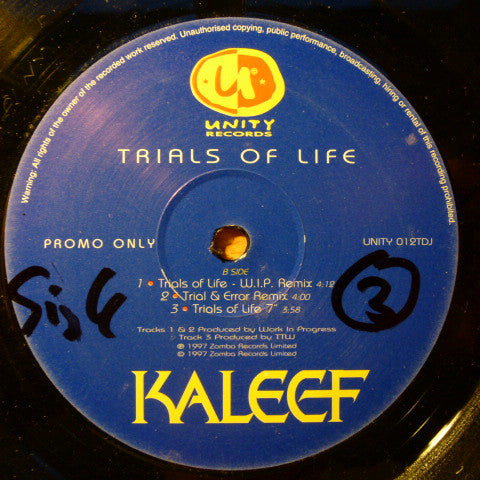 Warning: All rights of the owner of the recorded work reserved. Unauthorised copying, public performance, broadcasting, hiring or rental of this recording prohibited.
ur
UNITY
RECORDS
TRIALS OF LIFE
PROMO ONLY
UNITY 012TDJ
B SIDE
1 • Trials of Life - W.I.P. Remix 4:12
2 • Trial & Error Remix 4:00
3 • Trials of Life 7" 3:58
3
Tracks 1 & 2 Produced by Work In Progress
Track 3 Produced by TTW
℗ 1997 Zomba Records Limited
© 1997 Zomba Records Limited
KALEEF